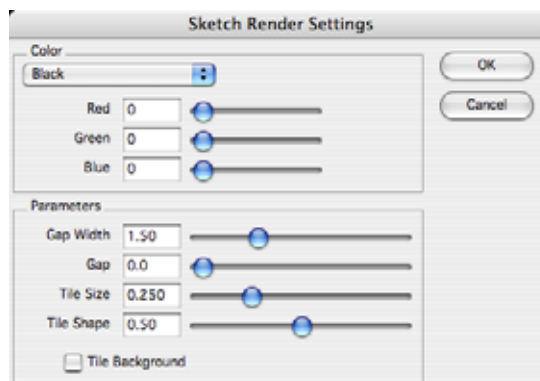 Sketch Render Settings
Color
Black
OK
Red 0
Cancel
Green 0
Blue 0
Parameters
Gap Width 1.50
Gap 0.0
Tile Size 0.250
Tile Shape 0.50
Tile Background